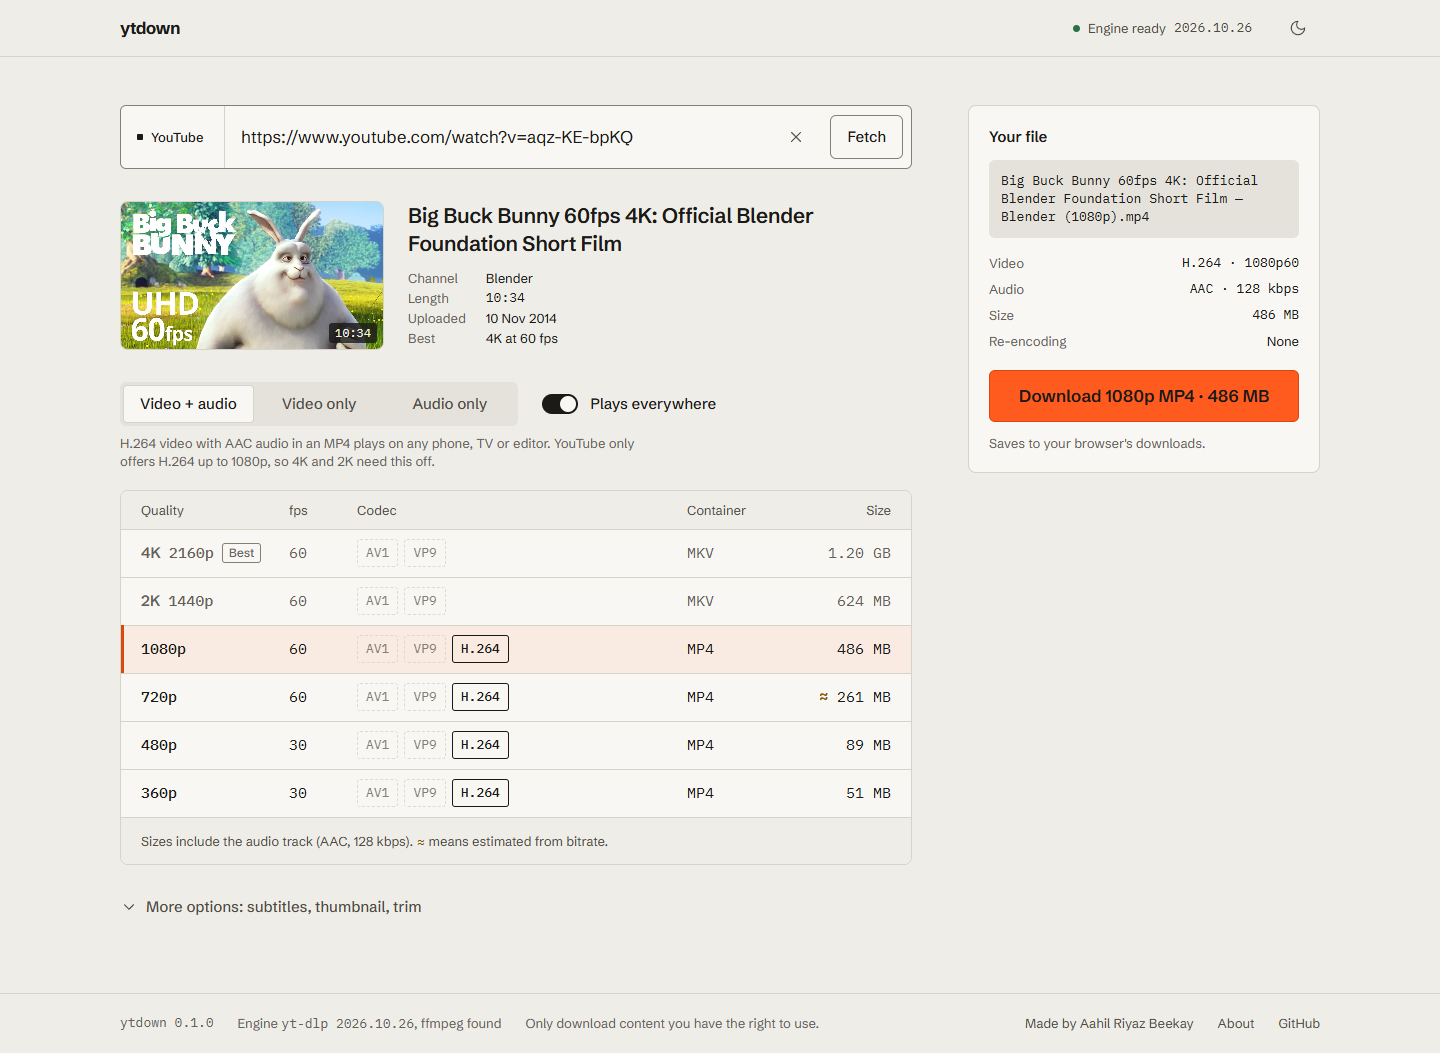 ytdown
Engine ready 2026.10.26
YouTube
https://www.youtube.com/watch?v=aqz-KE-bpKQ
Fetch
Big Buck
BUNNY
UHD
60fps
10:34
Big Buck Bunny 60fps 4K: Official Blender
Foundation Short Film
Channel Blender
Length 10:34
Uploaded 10 Nov 2014
Best 4K at 60 fps
Video + audio
Video only
Audio only
Plays everywhere
H.264 video with AAC audio in an MP4 plays on any phone, TV or editor. YouTube only
offers H.264 up to 1080p, so 4K and 2K need this off.
Quality fps Codec Container Size
4K 2160p Best 60 AV1 VP9 MKV 1.20 GB
2K 1440p 60 AV1 VP9 MKV 624 MB
1080p 60 AV1 VP9 H.264 MP4 486 MB
720p 60 AV1 VP9 H.264 MP4 ≈ 261 MB
480p 30 AV1 VP9 H.264 MP4 89 MB
360p 30 AV1 VP9 H.264 MP4 51 MB
Sizes include the audio track (AAC, 128 kbps). ≈ means estimated from bitrate.
More options: subtitles, thumbnail, trim
Your file
Big Buck Bunny 60fps 4K: Official
Blender Foundation Short Film —
Blender (1080p).mp4
Video H.264 · 1080p60
Audio AAC · 128 kbps
Size 486 MB
Re-encoding None
Download 1080p MP4 · 486 MB
Saves to your browser's downloads.
ytdown 0.1.0
Engine yt-dlp 2026.10.26, ffmpeg found
Only download content you have the right to use.
Made by Aahil Riyaz Beekay
About
GitHub